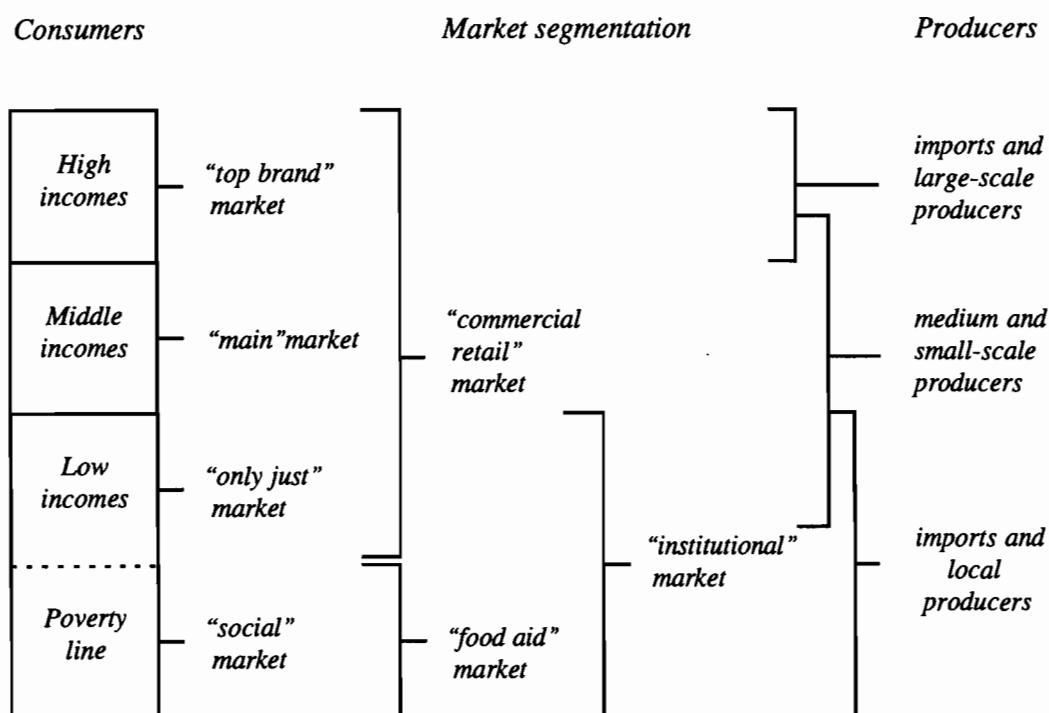 Consumers
Market segmentation
Producers
High
incomes
"top brand"
market
imports and
large-scale
producers
Middle
incomes
"main"market
"commercial
retail"
market
medium and
small-scale
producers
Low
incomes
"only just"
market
"institutional"
market
imports and
local
producers
Poverty
line
"social"
market
"food aid"
market